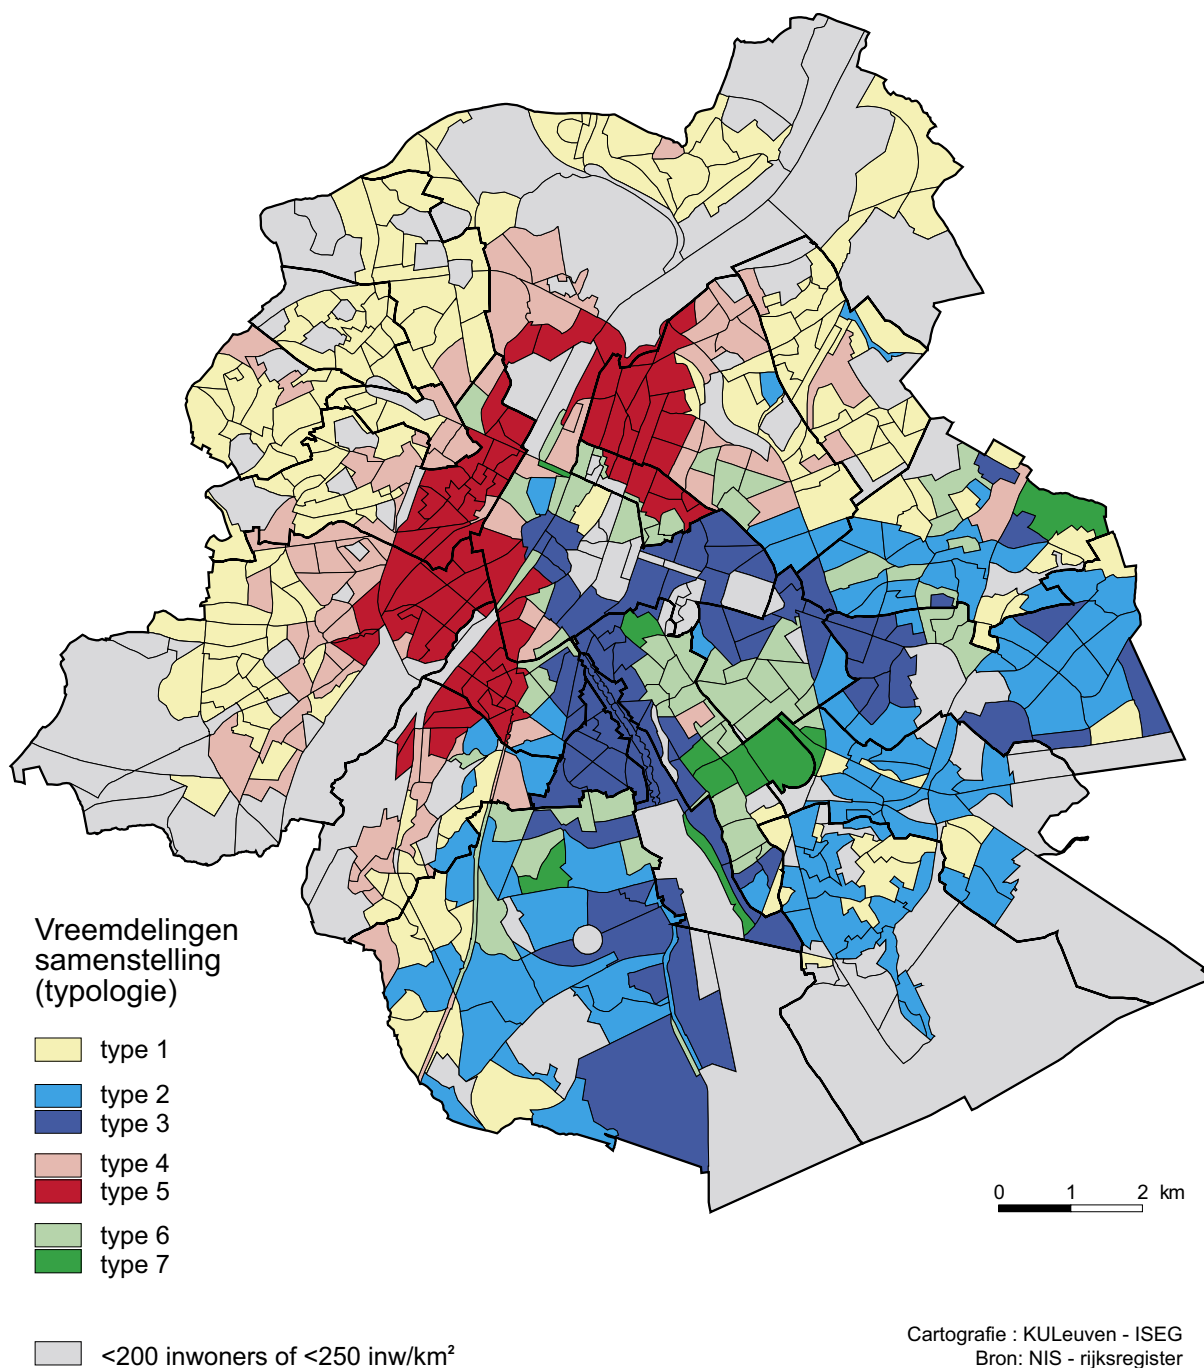 Vreemdelingen
samenstelling
(typologie)
type 1
type 2
type 3
type 4
type 5
type 6
type 7
<200 inwoners of <250 inw/km²
0 1 2 km
Cartografie : KULeuven - ISEG
Bron: NIS - rijksregister